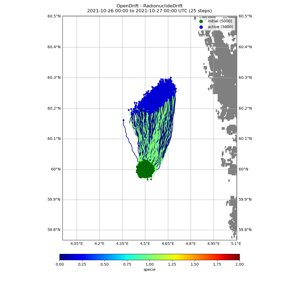 OpenDrift - RadionuclideDrift
2021-10-26 00:00 to 2021-10-27 00:00 UTC (25 steps)
initial (5000)
active (5000)
60.5°N
60.5°N
60.4°N
60.4°N
60.3°N
60.3°N
60.2°N
60.2°N
60.1°N
60.1°N
60°N
60°N
59.9°N
59.9°N
59.8°N
59.8°N
4.05°E
4.2°E
4.35°E
4.5°E
4.65°E
4.8°E
4.95°E
5.1°E
0.00
0.25
0.50
0.75
1.00
1.25
1.50
1.75
2.00
specie